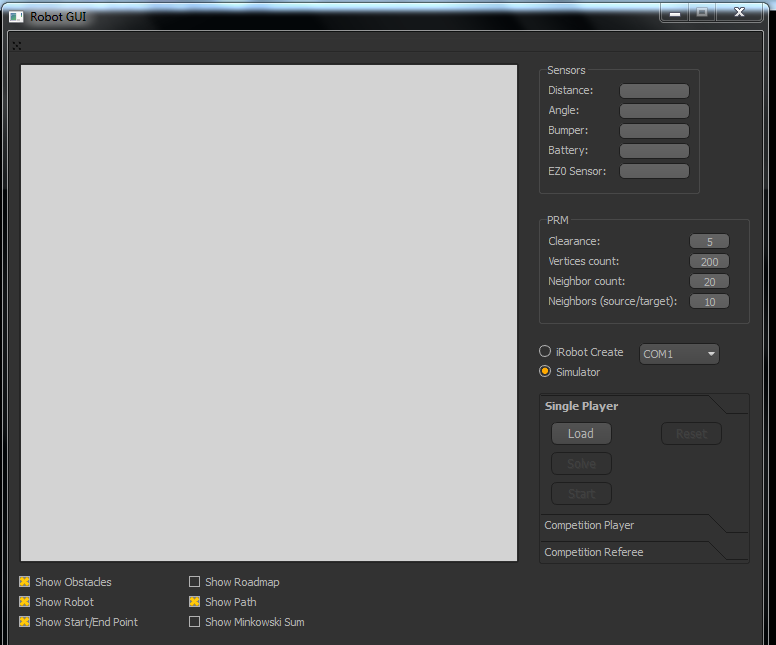 Robot GUI
Sensors
Distance:
Angle:
Bumper:
Battery:
EZ0 Sensor:
PRM
Clearance: 5
Vertices count: 200
Neighbor count: 20
Neighbors (source/target): 10
iRobot Create COM1
Simulator
Single Player
Load Reset
Solve
Start
Competition Player
Competition Referee
Show Obstacles Show Roadmap
Show Robot Show Path
Show Start/End Point Show Minkowski Sum